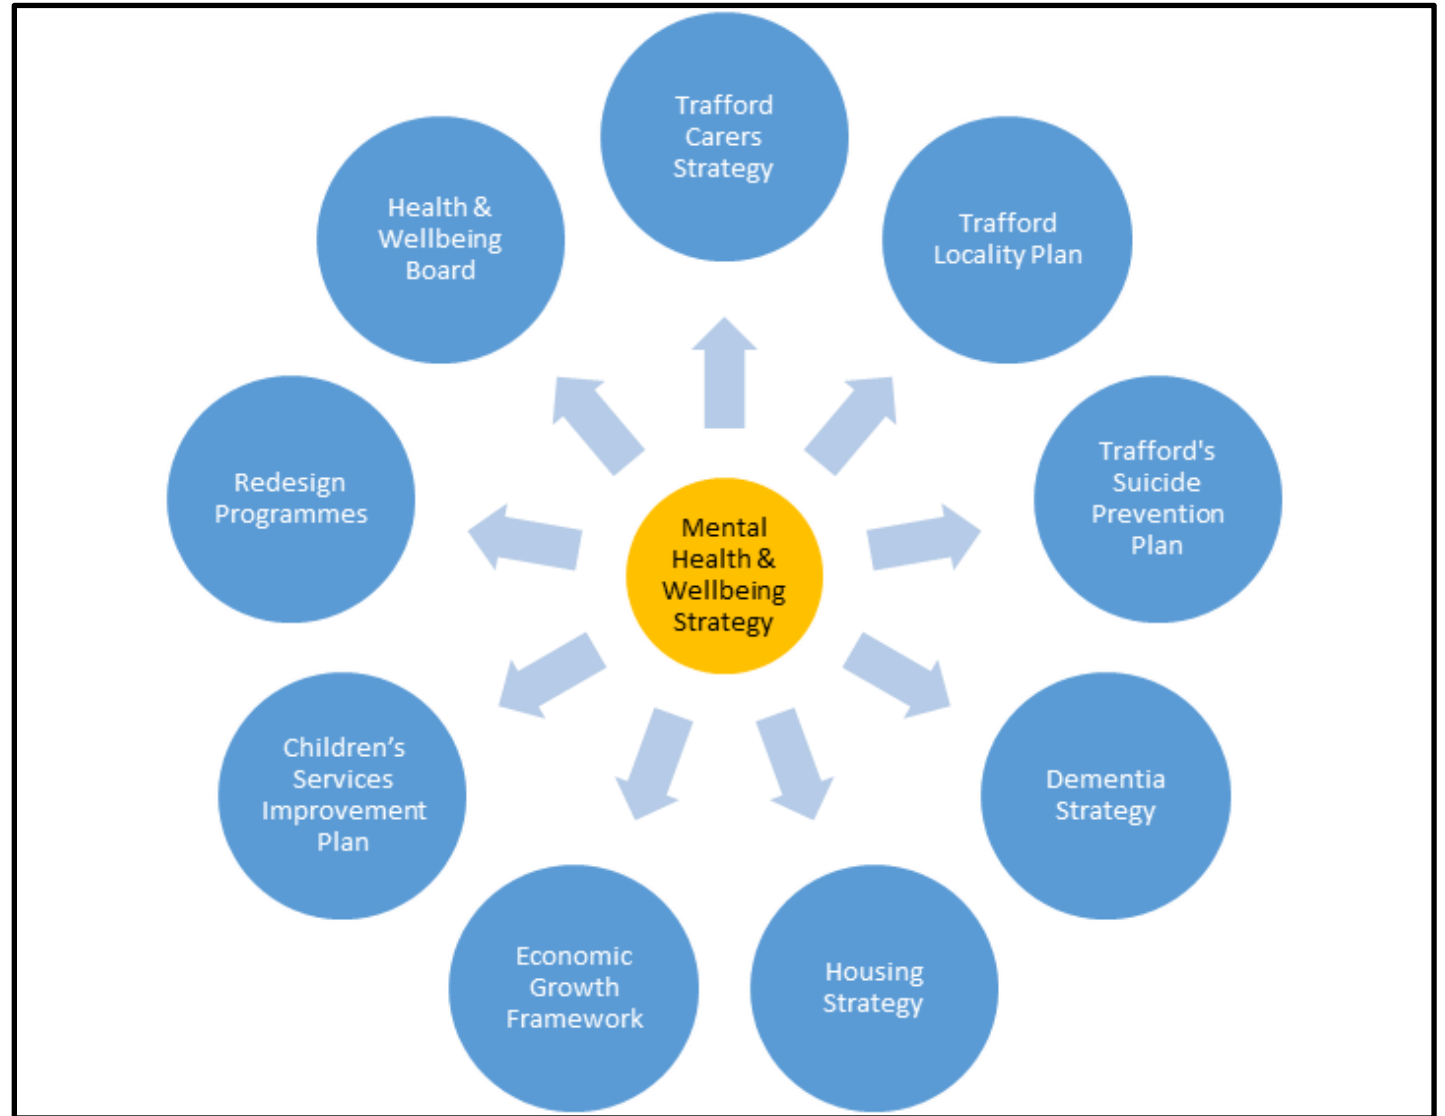 Trafford
Carers
Strategy
Trafford
Locality Plan
Trafford's
Suicide
Prevention
Plan
Dementia
Strategy
Housing
Strategy
Economic
Growth
Framework
Children’s
Services
Improvement
Plan
Redesign
Programmes
Health &
Wellbeing
Board
Mental
Health &
Wellbeing
Strategy